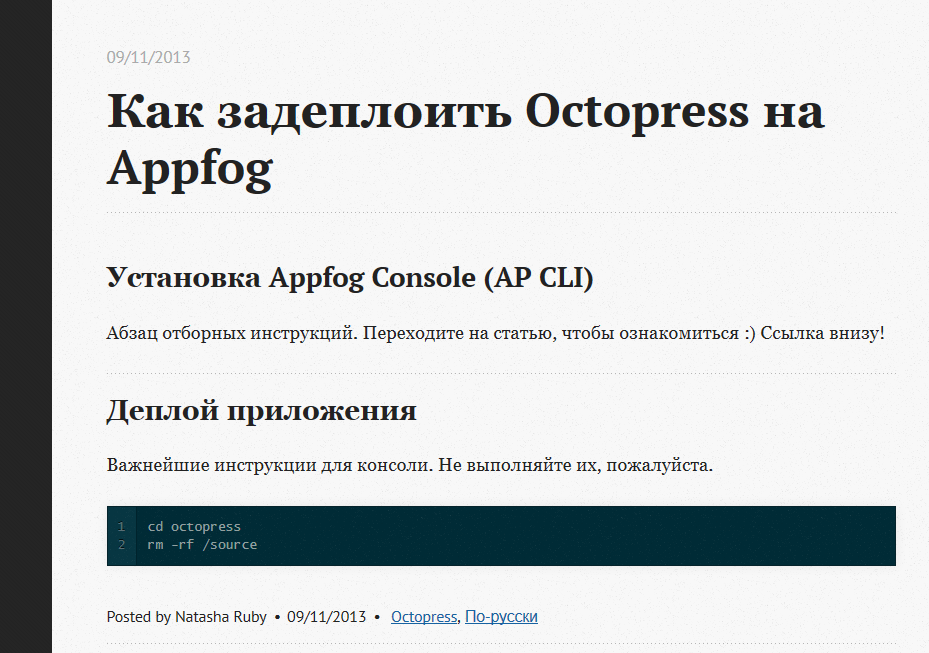 09/11/2013
Как задеплоить Octopress на
Appfog
Установка Appfog Console (AP CLI)
Абзац отборных инструкций. Переходите на статью, чтобы ознакомиться :) Ссылка внизу!
Деплой приложения
Важнейшие инструкции для консоли. Не выполняйте их, пожалуйста.
1 cd octopress
2 rm -rf /source
Posted by Natasha Ruby • 09/11/2013 • Octopress, По-русски